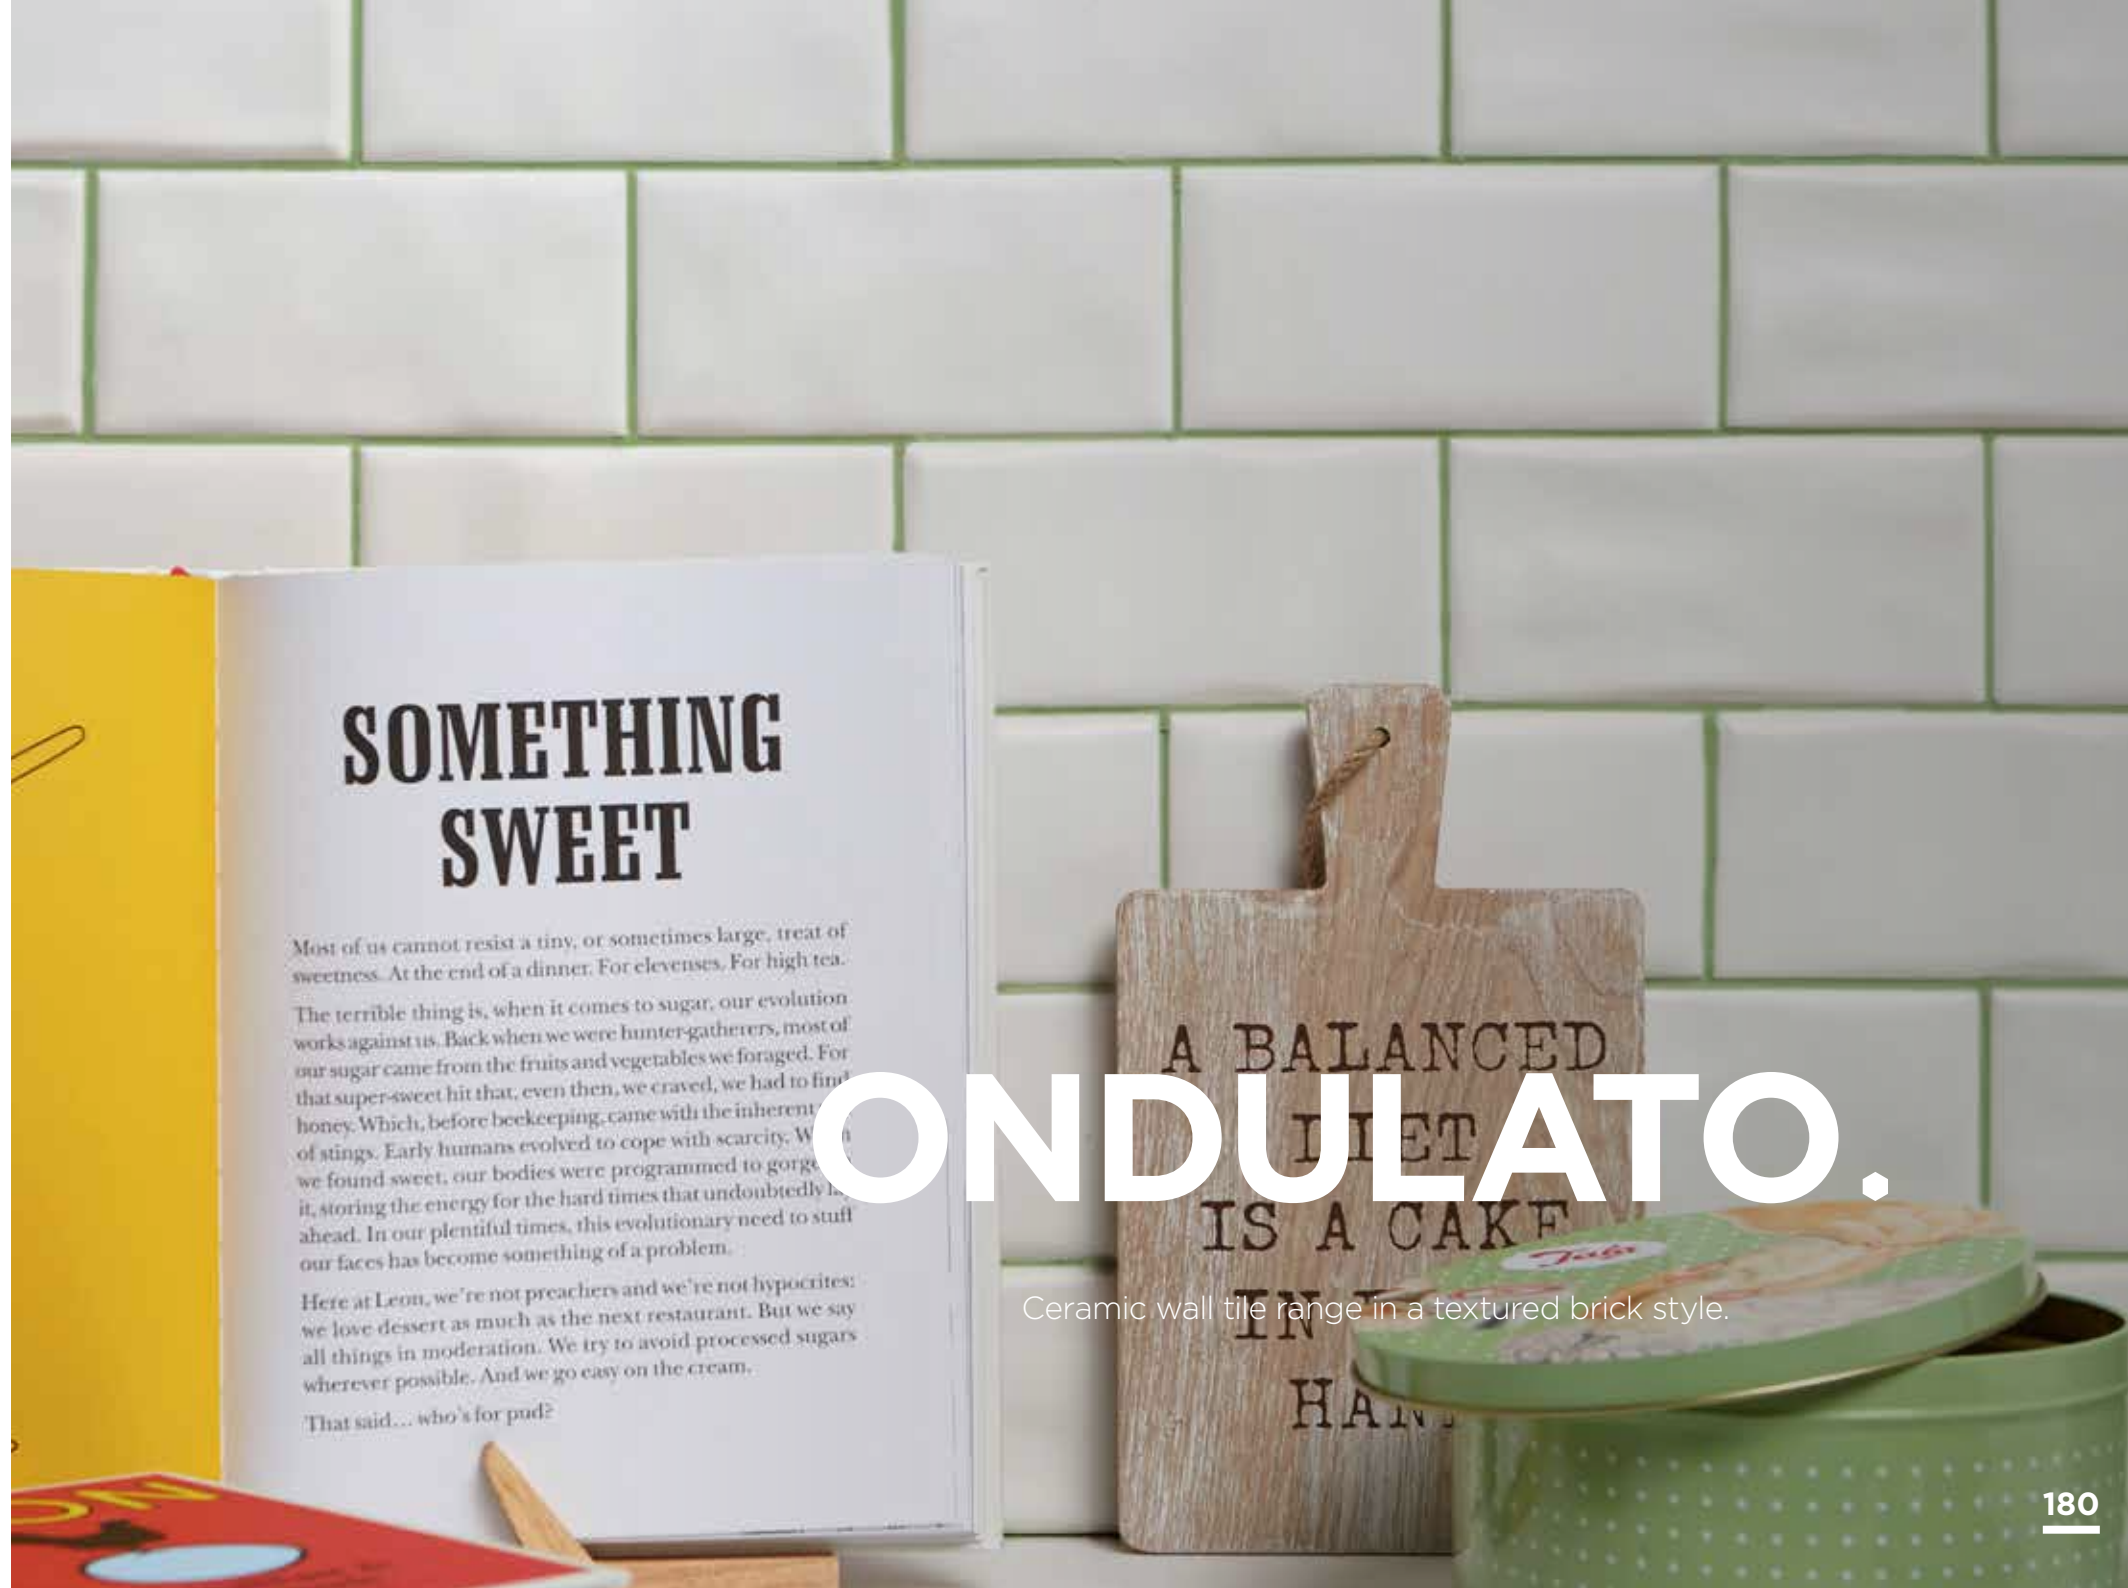 SOMETHING
SWEET
Most of us cannot resist a tiny, or sometimes large, treat of
sweetness. At the end of a dinner. For elevenses. For high tea.
The terrible thing is, when it comes to sugar, our evolution
works against us. Back when we were hunter-gatherers, most of
our sugar came from the fruits and vegetables we foraged. For
that super-sweet hit that, even then, we craved, we had to find
honey. Which, before beekeeping, came with the inherent
of stings. Early humans evolved to cope with scarcity.
we found sweet, our bodies were programmed to gorge
it, storing the energy for the hard times that undoubtedly
ahead. In our plentiful times, this evolutionary need to stuff
our faces has become something of a problem.
Here at Leon, we're not preachers and we're not hypocrites:
we love dessert as much as the next restaurant. But we say
all things in moderation. We try to avoid processed sugars
wherever possible. And we go easy on the cream.
That said... who's for pud?
A BALANCED
DIET
IS A CAKE
IN
ONDULATO.
Ceramic wall tile range in a textured brick style.
180